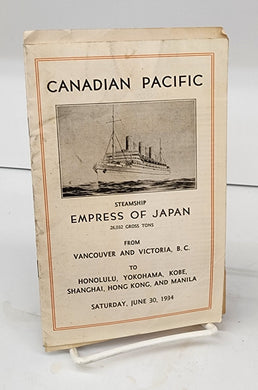 CANADIAN PACIFIC
STEAMSHIP
EMPRESS OF JAPAN
26,032 GROSS TONS
FROM
VANCOUVER AND VICTORIA, B.C.
TO
HONOLULU, YOKOHAMA, KOBE,
SHANGHAI, HONG KONG, AND MANILA
SATURDAY, JUNE 30, 1934